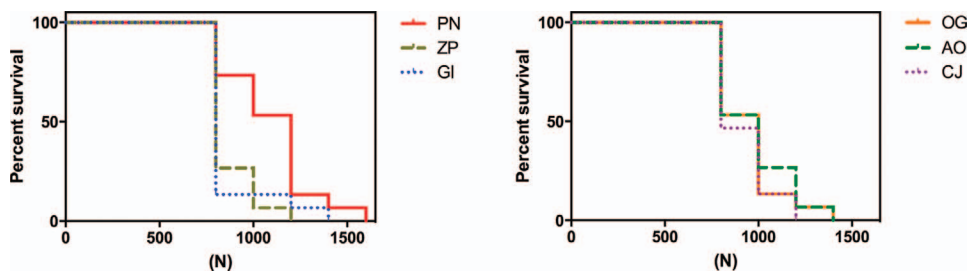 Percent survival
100
50
0
0
500
1000
1500
(N)
PN
ZP
GI
Percent survival
100
50
0
0
500
1000
1500
(N)
OG
AO
CJ